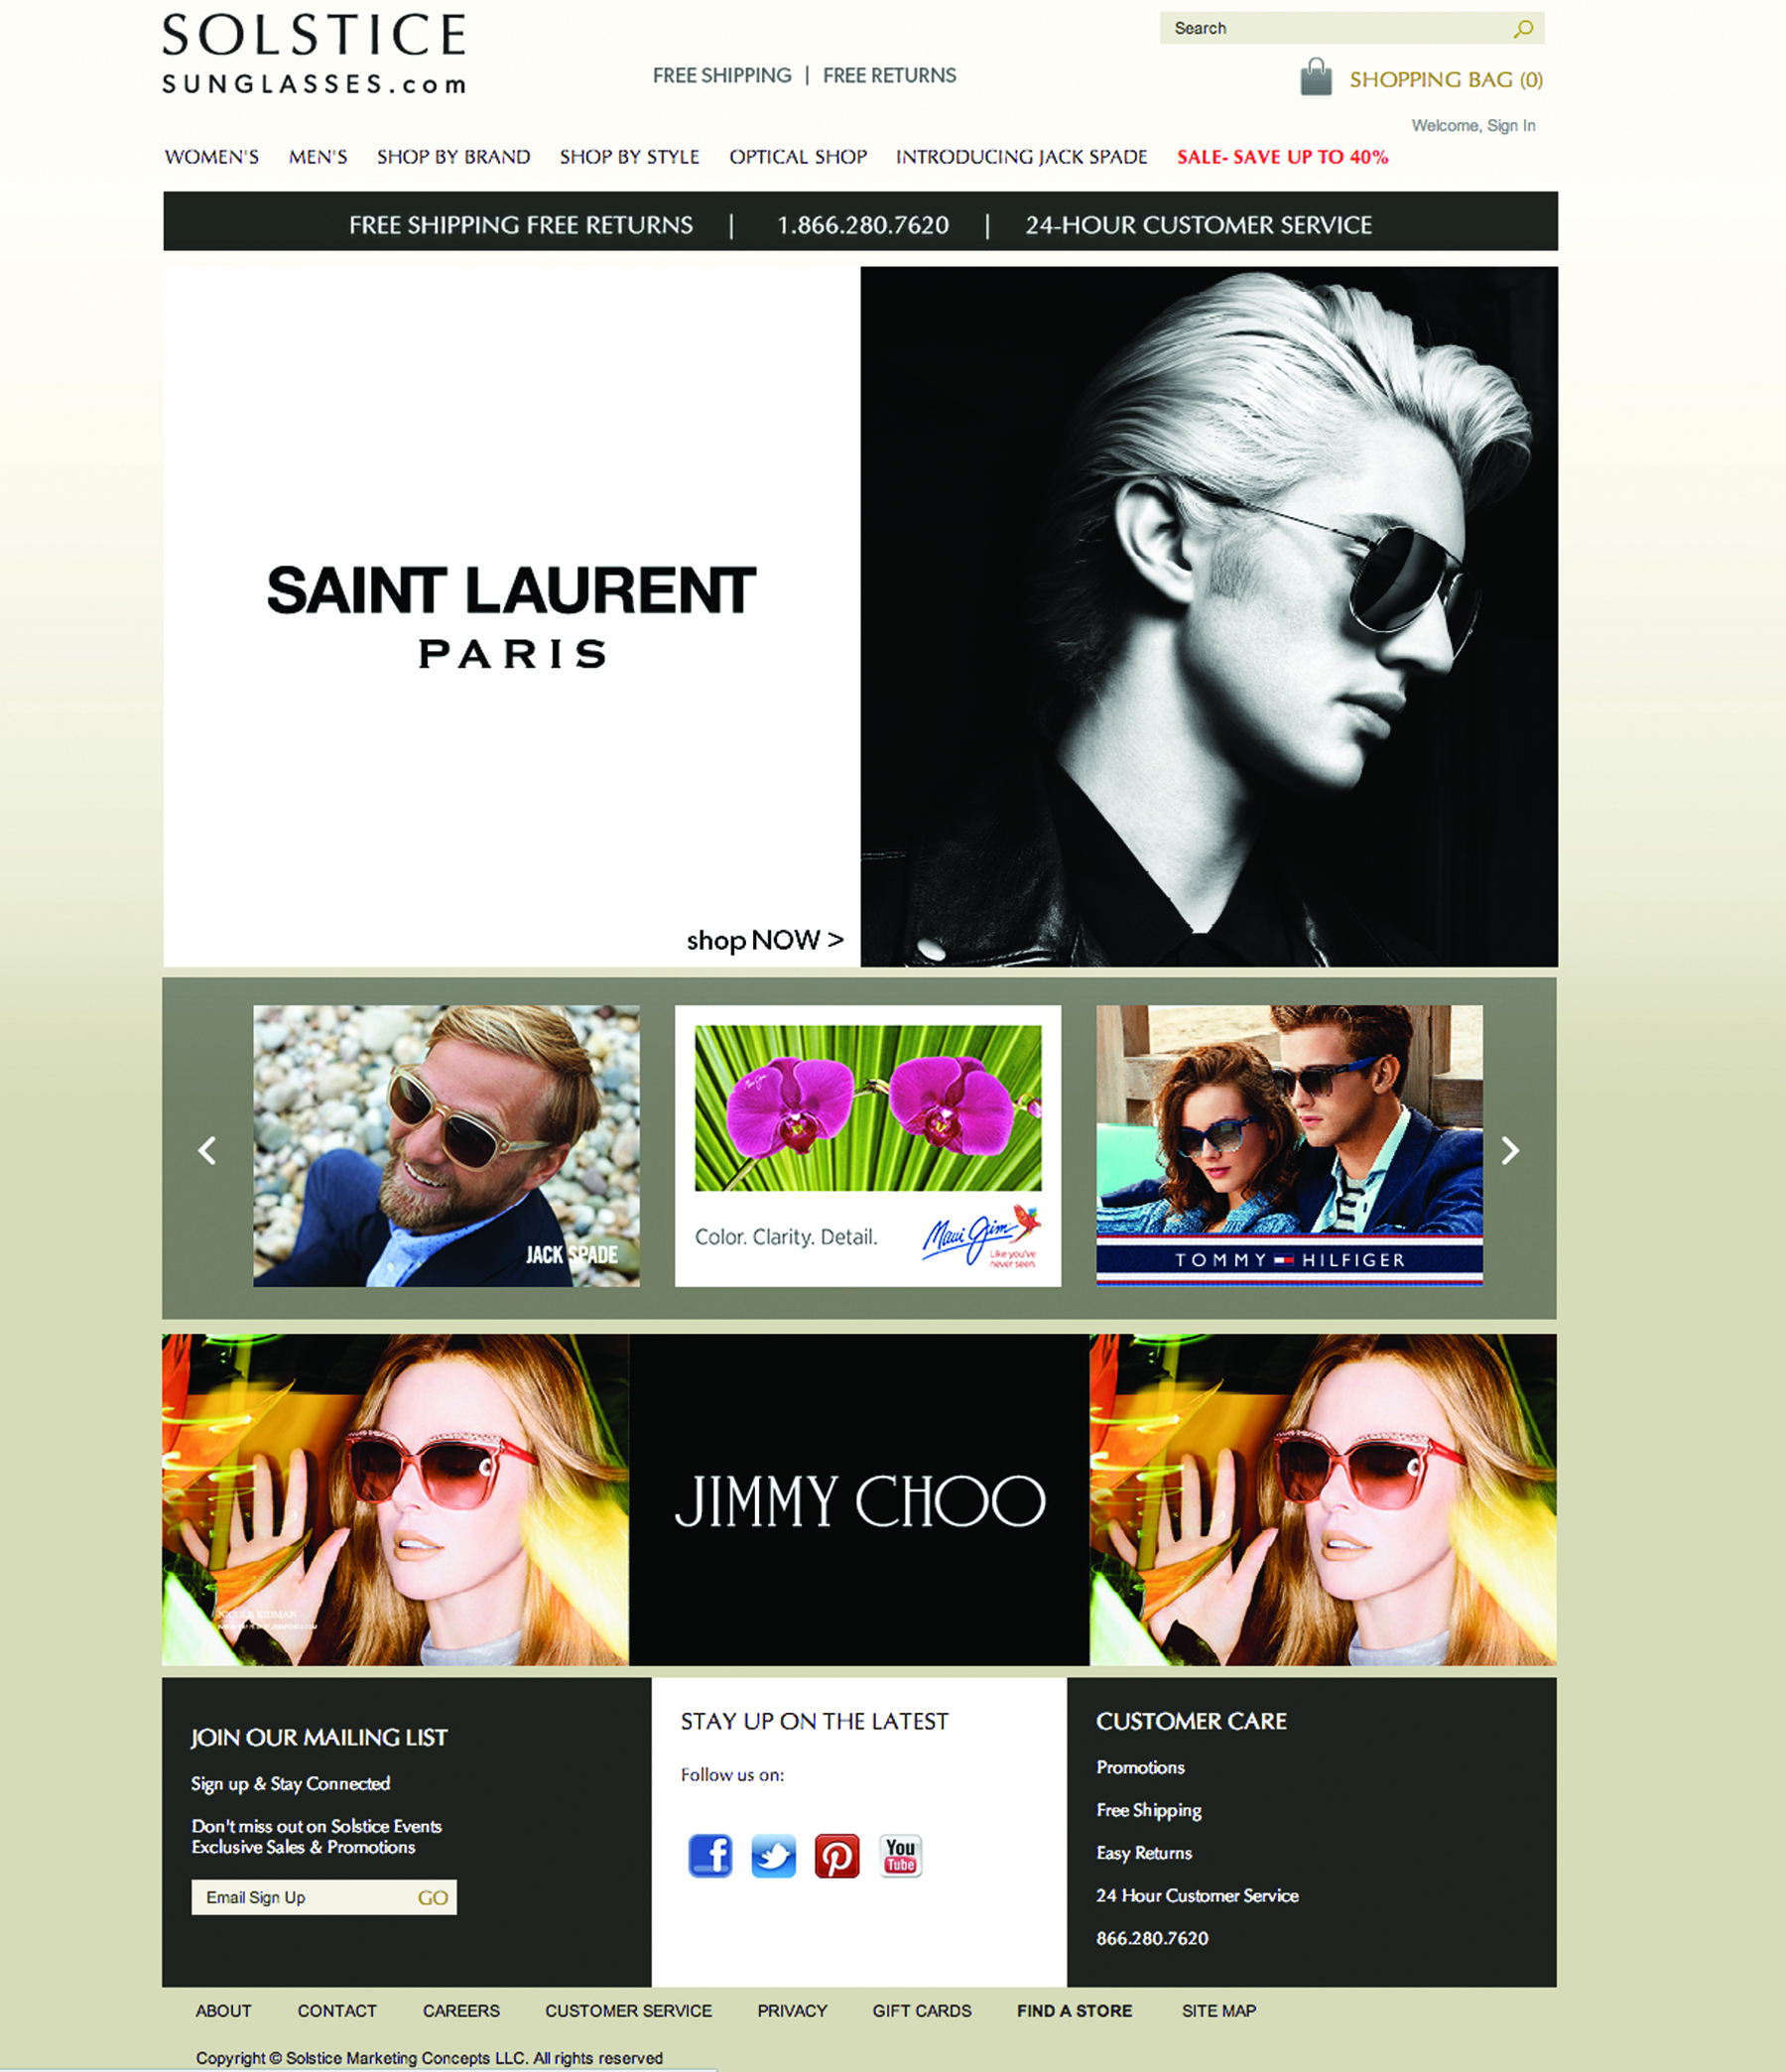 SOLSTICE
SUNGLASSES.com
FREE SHIPPING | FREE RETURNS
Search
SHOPPING BAG (0)
Welcome, Sign In
WOMEN'S MEN'S SHOP BY BRAND SHOP BY STYLE OPTICAL SHOP INTRODUCING JACK SPADE SALE- SAVE UP TO 40%
FREE SHIPPING FREE RETURNS | 1.866.280.7620 | 24-HOUR CUSTOMER SERVICE
SAINT LAURENT
PARIS
shop NOW >
JACK SPADE
Maui Jim
Color. Clarity. Detail.
Maui Jim
Like you've
never seen.
TOMMY HILFIGER
NICOLE KIDMAN
JIMMY CHOO
JOIN OUR MAILING LIST
Sign up & Stay Connected
Don't miss out on Solstice Events
Exclusive Sales & Promotions
Email Sign Up GO
STAY UP ON THE LATEST
Follow us on:
You
Tube
CUSTOMER CARE
Promotions
Free Shipping
Easy Returns
24 Hour Customer Service
866.280.7620
ABOUT CONTACT CAREERS CUSTOMER SERVICE PRIVACY GIFT CARDS FIND A STORE SITE MAP
Copyright © Solstice Marketing Concepts LLC. All rights reserved